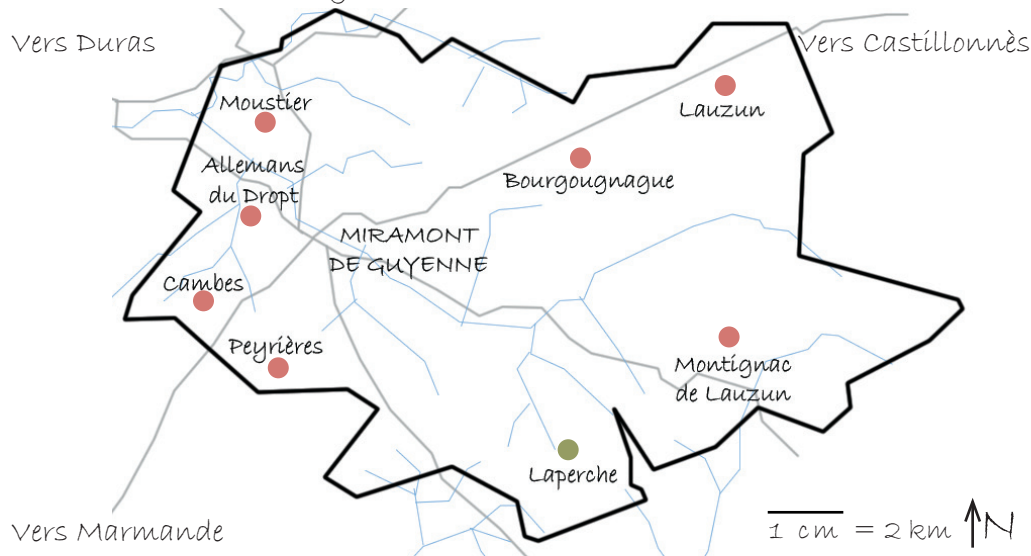 Vers Duras
Vers Castillonnès
Moustier
Lauzun
Allemans
du Dropt
Bourgougnague
MIRAMONT
DE GUYENNE
Cambes
Peyrières
Montignac
de Lauzun
Laperche
Vers Marmande
1 cm = 2 km
N